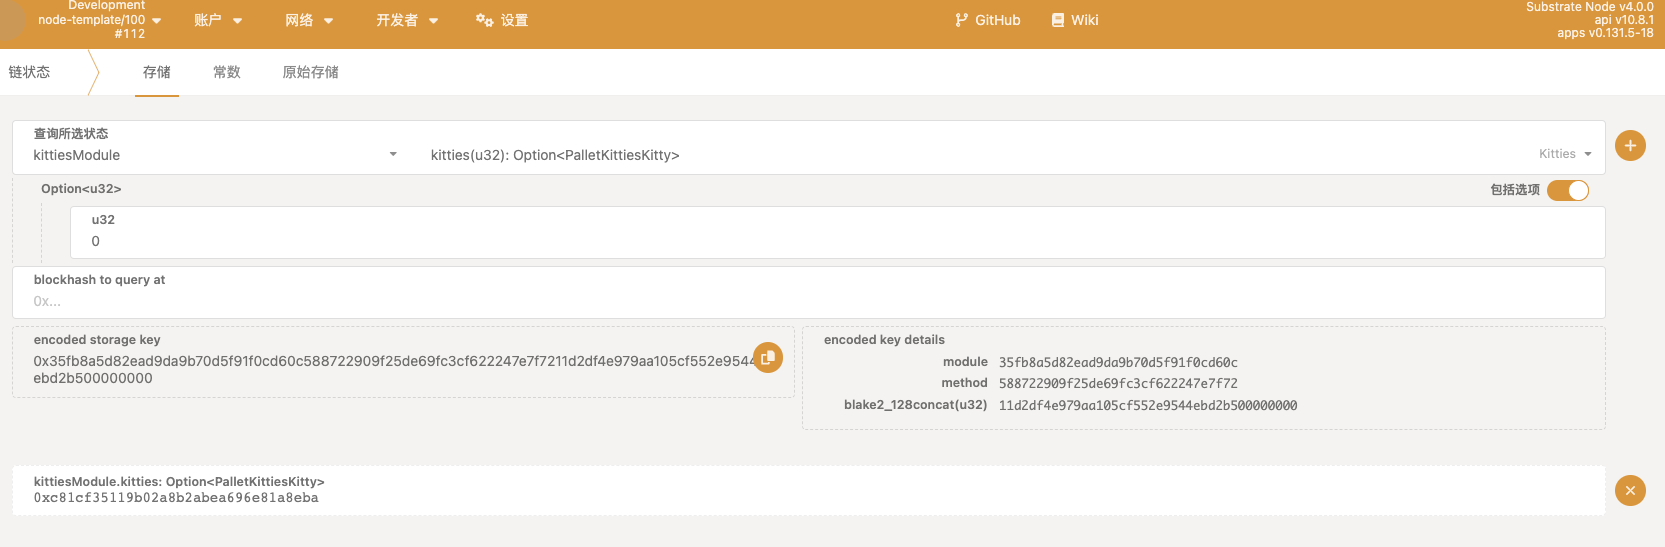 Development
node-template/100
#112
账户
网络
开发者
设置
GitHub
Wiki
Substrate Node v4.0.0
api v10.8.1
apps v0.131.5-18
链状态
存储
常数
原始存储
查询所选状态
kittiesModule
kitties(u32): Option<PalletKittiesKitty>
Kitties
Option<u32>
包括选项
u32
0
blockhash to query at
0x...
encoded storage key
0x35fb8a5d82ead9da9b70d5f91f0cd60c588722909f25de69fc3cf622247e7f7211d2df4e979aa105cf552e9544
ebd2b500000000
encoded key details
module 35fb8a5d82ead9da9b70d5f91f0cd60c
method 588722909f25de69fc3cf622247e7f72
blake2_128concat(u32) 11d2df4e979aa105cf552e9544ebd2b500000000
kittiesModule.kitties: Option<PalletKittiesKitty>
0xc81cf35119b02a8b2abea696e81a8eba